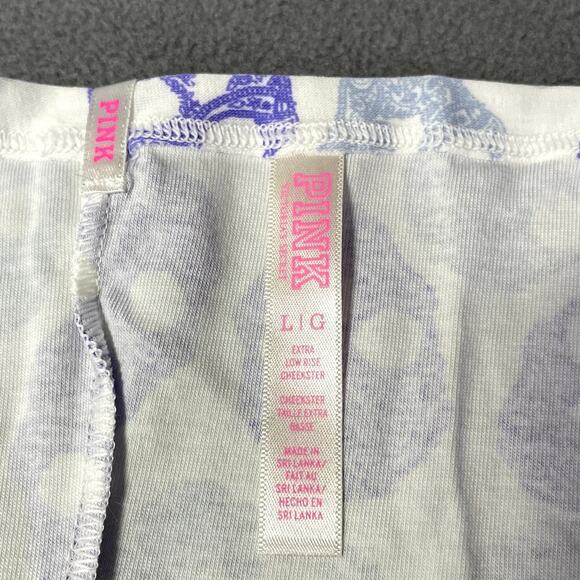 PINK
PINK
VICTORIA'S SECRET
L|G
EXTRA
LOW RISE
CHEEKSTER
CHEEKSTER
TAILLE EXTRA
BASSE
MADE IN
SRI LANKA/
FAIT AU
SRI LANKA/
HECHO EN
SRI LANKA